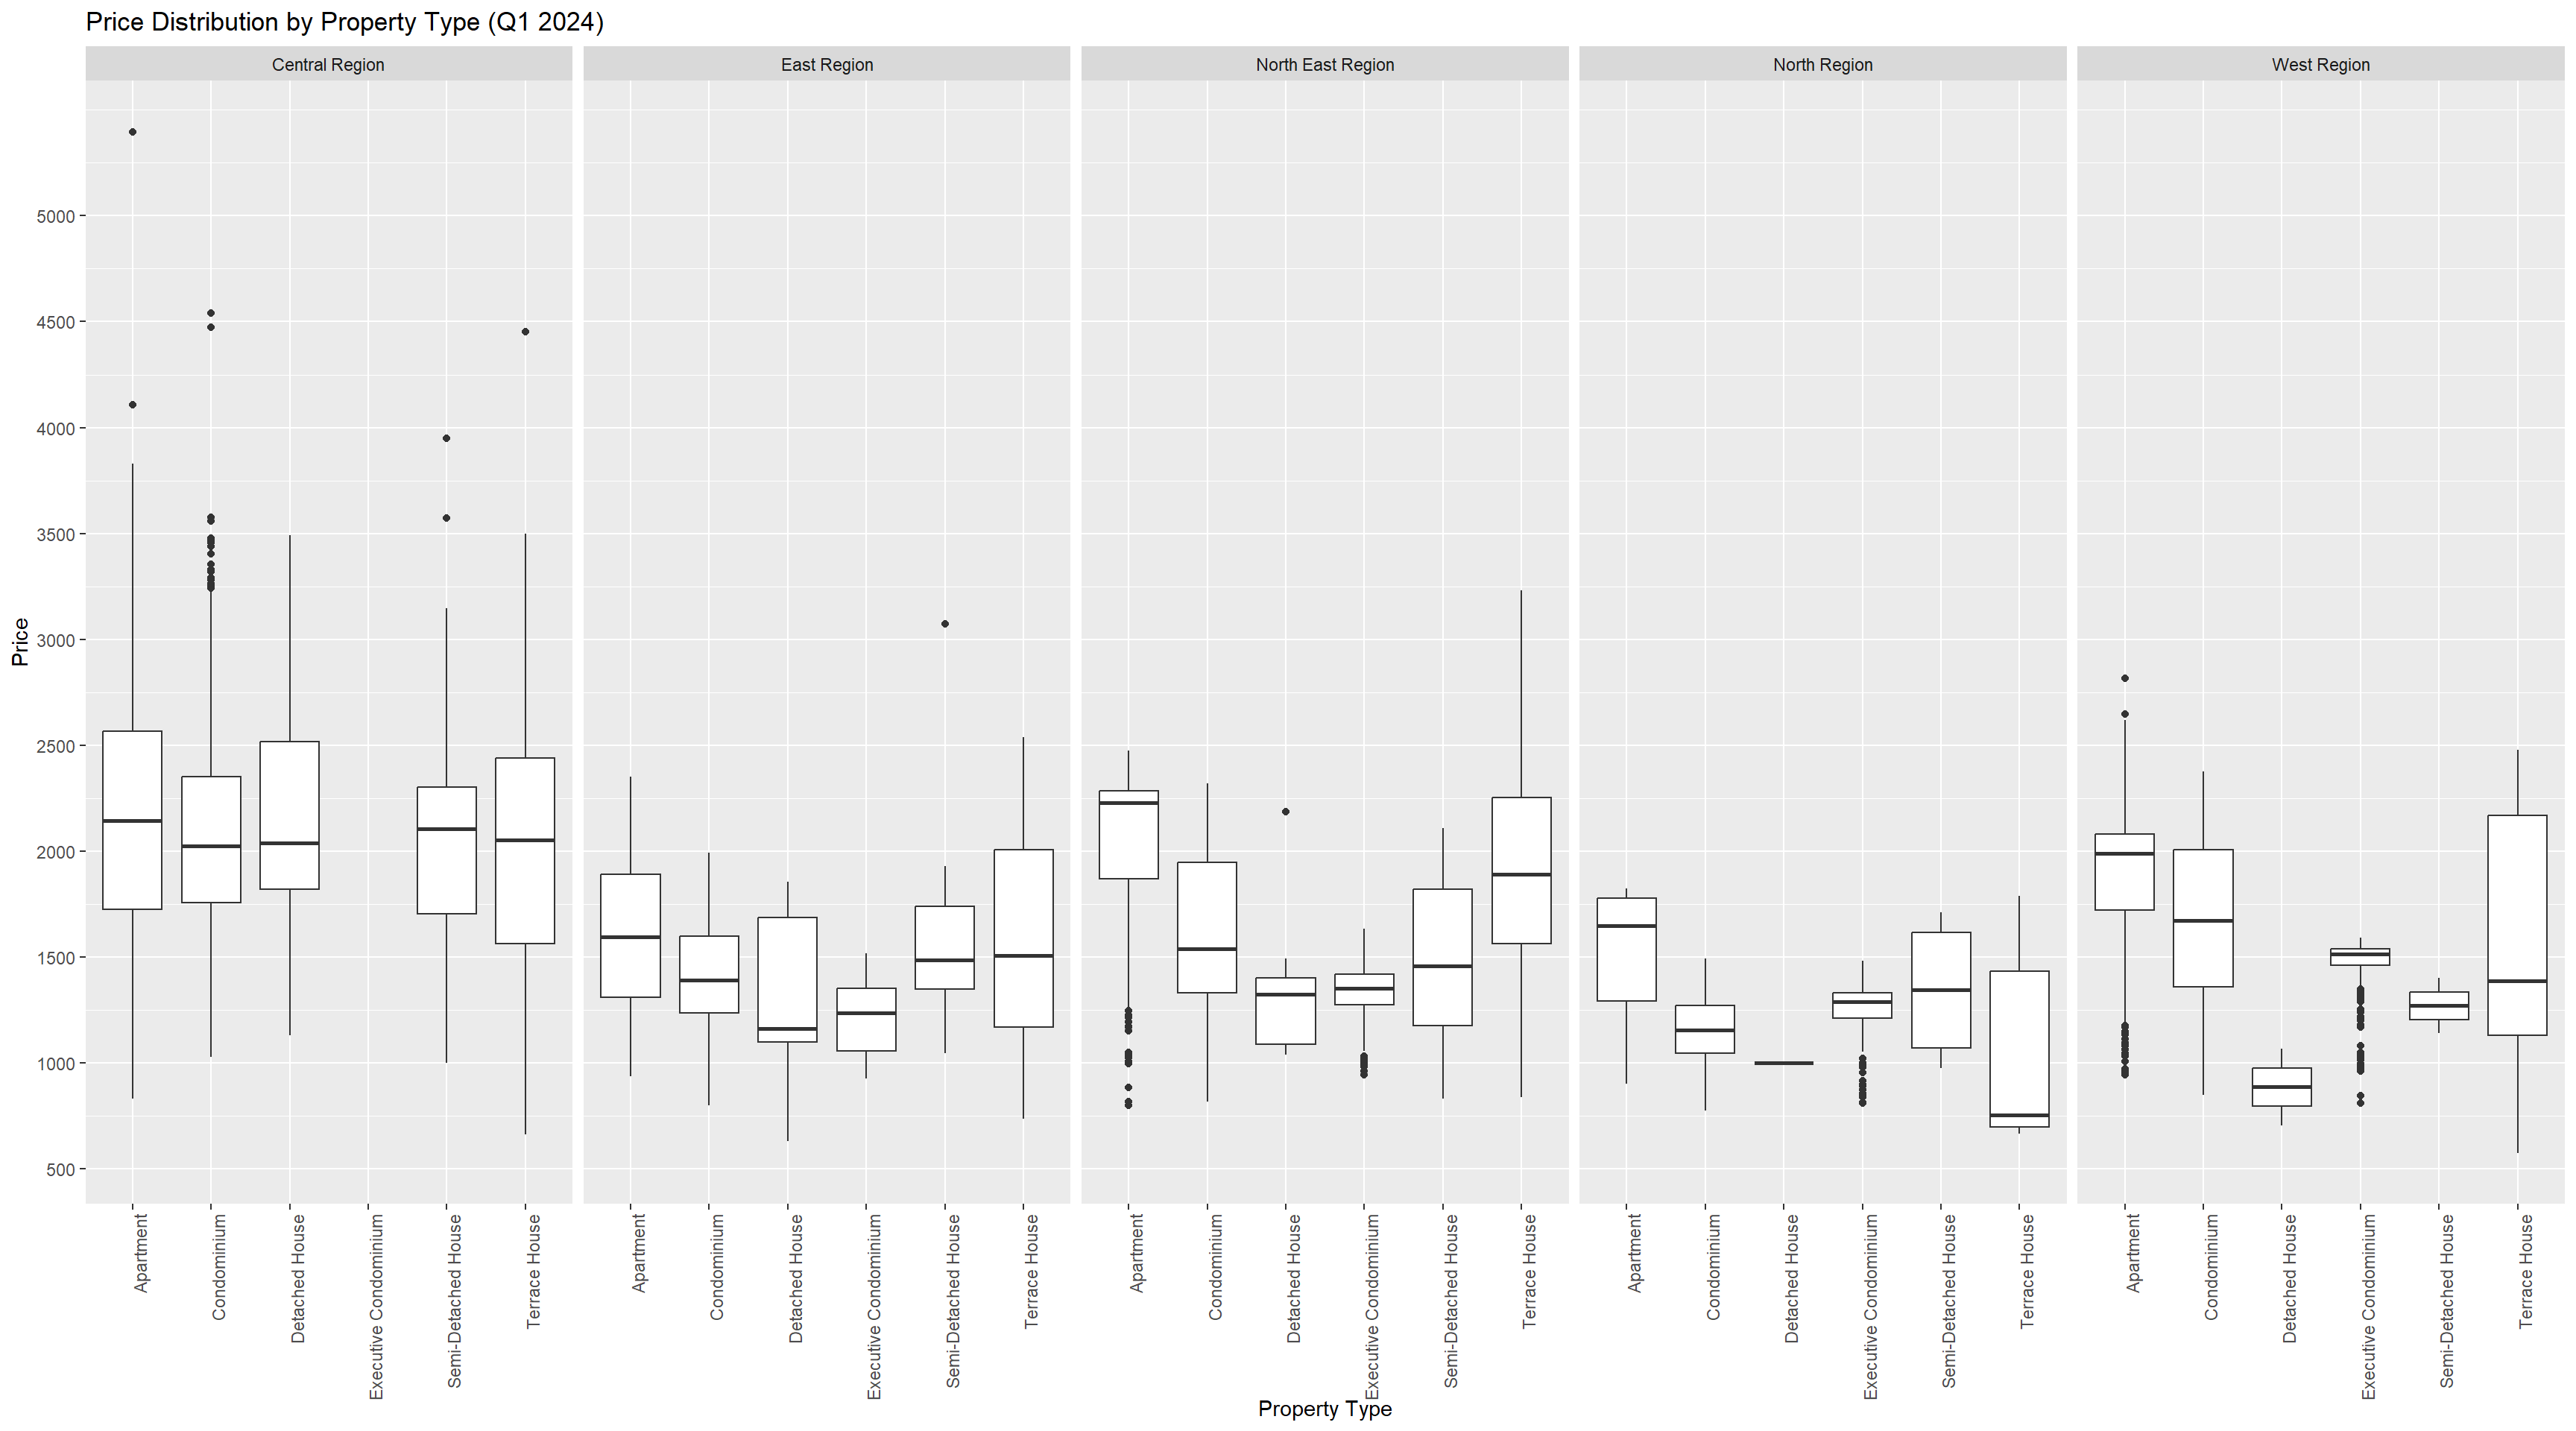 Price Distribution by Property Type (Q1 2024)
Central Region
East Region
North East Region
North Region
West Region
Price
5000
4500
4000
3500
3000
2500
2000
1500
1000
500
Apartment
Condominium
Detached House
Executive Condominium
Semi-Detached House
Terrace House
Apartment
Condominium
Detached House
Executive Condominium
Semi-Detached House
Terrace House
Apartment
Condominium
Detached House
Executive Condominium
Semi-Detached House
Terrace House
Apartment
Condominium
Detached House
Executive Condominium
Semi-Detached House
Terrace House
Apartment
Condominium
Detached House
Executive Condominium
Semi-Detached House
Terrace House
Property Type